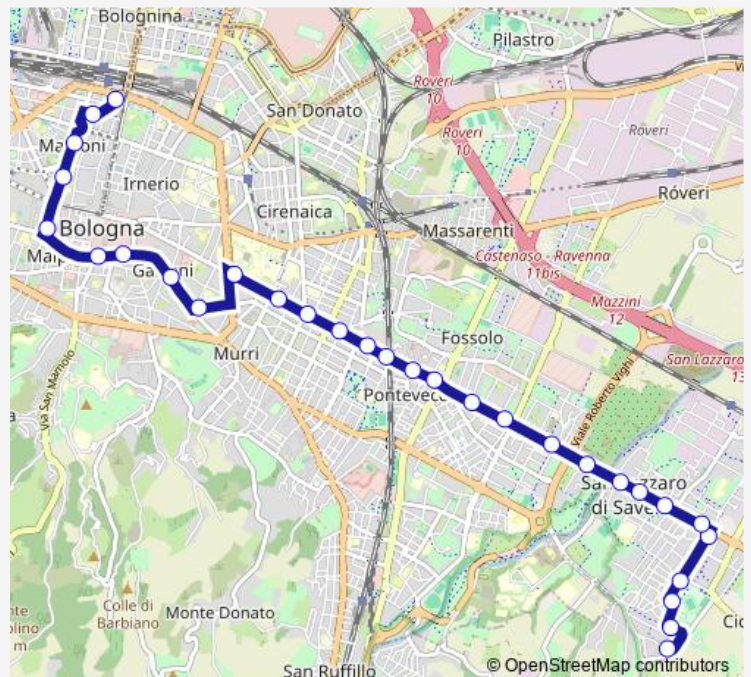 Bolognina
Pilastro
Roveri
10
San Donato
Roveri
10
Roveri
Irnerio
Róveri
Cirenaica
Bologna
Massarenti
Castenaso - Ravenna
11bis
Mazzini
12
Fossolo
San Lazzaro
13
Murri
Via San Mamolo
Viale Roberto Vighi
di Save
Colle di
Barbiano
Monte Donato
San Ruffillo
© OpenStreetMap contributors